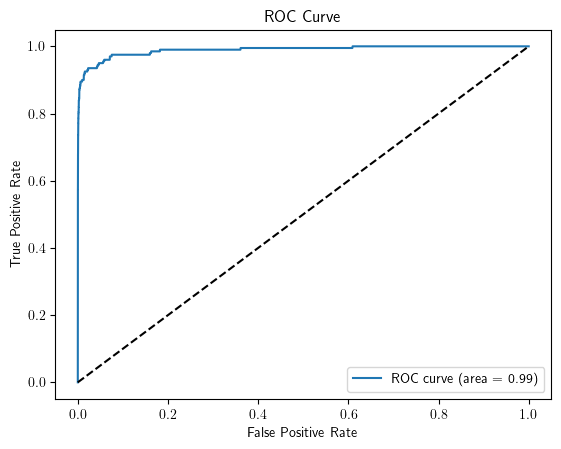 ROC Curve
1.0
0.8
0.6
0.4
0.2
0.0
True Positive Rate
ROC curve (area = 0.99)
0.0 0.2 0.4 0.6 0.8 1.0
False Positive Rate